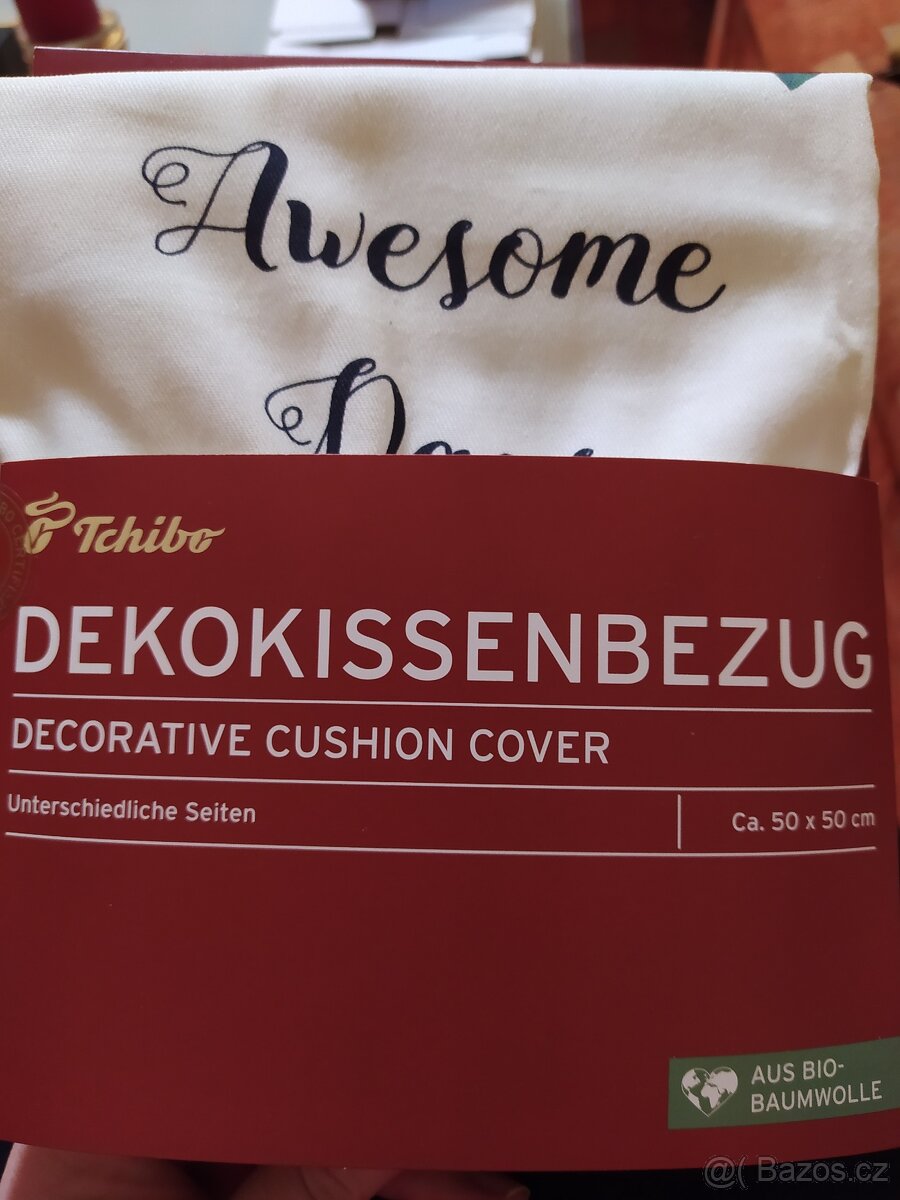 Awesome
Tchibo
DEKOKISSENBEZUG
DECORATIVE CUSHION COVER
Unterschiedliche Seiten
Ca. 50 x 50 cm
AUS BIO-
BAUMWOLLE
@( Bazos.cz